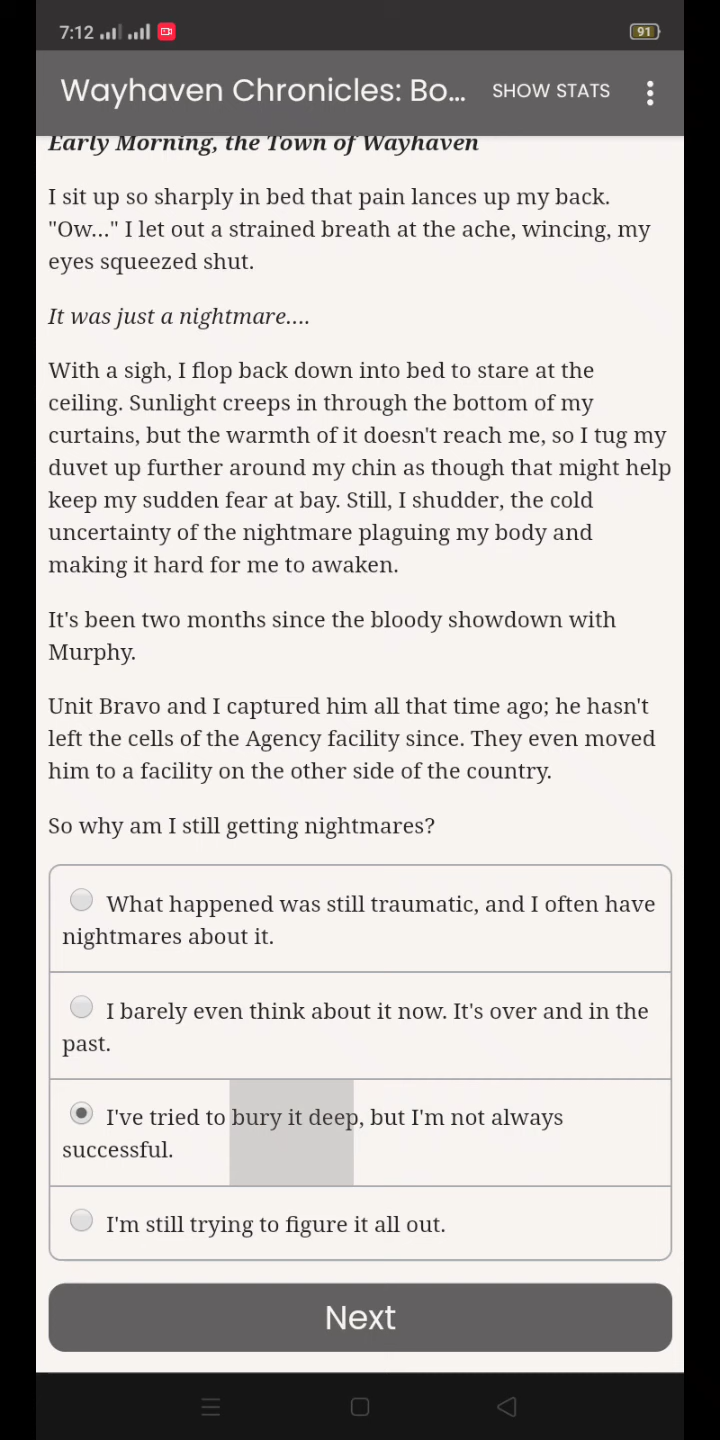 7:12
91
Wayhaven Chronicles: Bo...
SHOW STATS
Early Morning, the Town of Wayhaven
I sit up so sharply in bed that pain lances up my back.
"Ow..." I let out a strained breath at the ache, wincing, my
eyes squeezed shut.
It was just a nightmare....
With a sigh, I flop back down into bed to stare at the
ceiling. Sunlight creeps in through the bottom of my
curtains, but the warmth of it doesn't reach me, so I tug my
duvet up further around my chin as though that might help
keep my sudden fear at bay. Still, I shudder, the cold
uncertainty of the nightmare plaguing my body and
making it hard for me to awaken.
It's been two months since the bloody showdown with
Murphy.
Unit Bravo and I captured him all that time ago; he hasn't
left the cells of the Agency facility since. They even moved
him to a facility on the other side of the country.
So why am I still getting nightmares?
What happened was still traumatic, and I often have
nightmares about it.
I barely even think about it now. It's over and in the
past.
I've tried to bury it deep, but I'm not always
successful.
I'm still trying to figure it all out.
Next